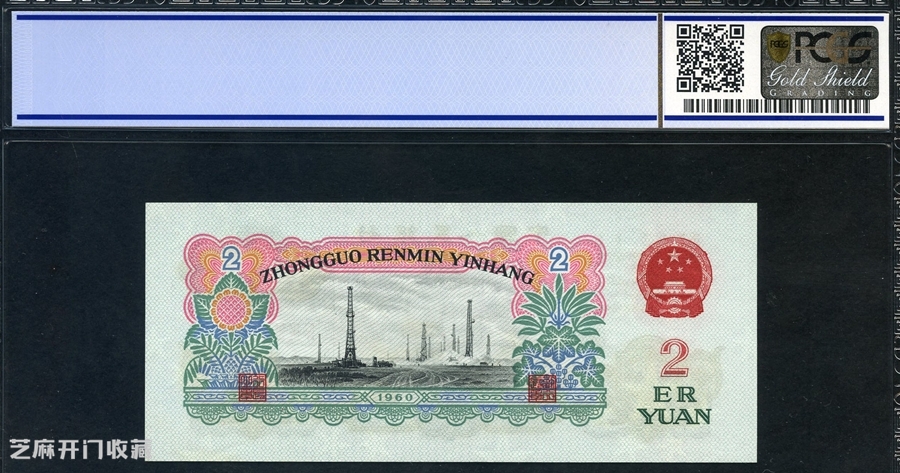 PCGS
PCGS
Gold Shield
GRADING
2
ZHONGGUO RENMIN YINHANG
2
1960
2
ER
YUAN
芝麻开门收藏